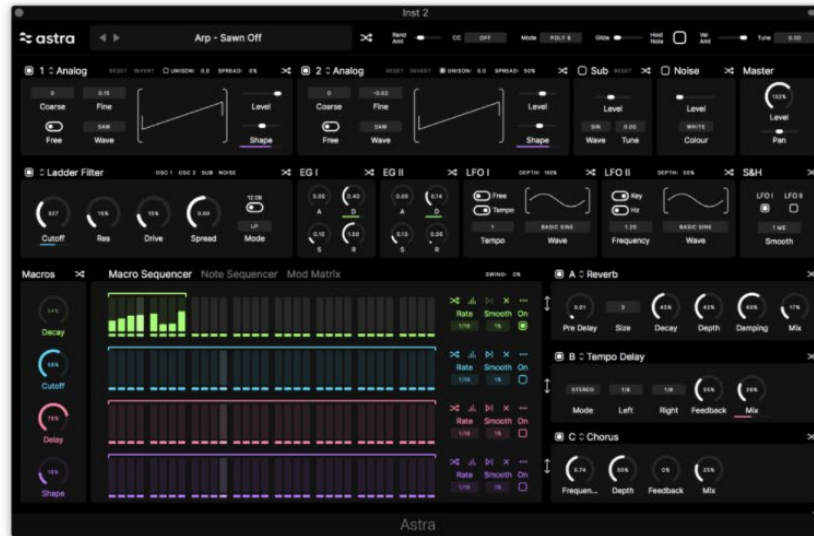 Inst 2
astra
Arp - Sawn Off
Rand Amt
CC OFF
Mode POLY 8
Glide
Hold Note
Vel Amt
Tune 0.00
1 Analog RESET INVERT UNISON: 0.0 SPREAD: 0%
0 0.15
Coarse Fine Level
SAW
Free Wave Shape
2 Analog RESET INVERT UNISON: 0.0 SPREAD: 50%
0 -0.02
Coarse Fine Level
SAW
Free Wave Shape
Sub RESET
Level
SIN 0.00
Wave Tune
Noise
Level
WHITE
Colour
Master
Level
Pan
Ladder Filter OSC 1 OSC 2 SUB NOISE
327 15% 15% 0.00 12 DB
LP
Cutoff Res Drive Spread Mode
EG I
0.00 0.40
A D
0.10 1.00
S R
EG II
0.00 0.14
A D
S R
LFO I DEPTH: 100%
Free
Tempo
1 BASIC SINE
Tempo Wave
LFO II DEPTH: 50%
Key
Hz
1.20 BASIC SINE
Frequency Wave
S&H
LFO I LFO II
1 MS
Smooth
Macros
Decay
Cutoff
Delay
Shape
Macro Sequencer Note Sequencer Mod Matrix SWING: 0%
Rate Smooth On
1/16 1%
Rate Smooth On
1/16 1%
Rate Smooth On
1/16 1%
Rate Smooth On
1/16 1%
A Reverb
0.01 3 45% 42% 60% 17%
Pre Delay Size Decay Depth Damping Mix
B Tempo Delay
STEREO 1/8 1/8 35%
Mode Left Right Feedback Mix
C Chorus
0.74 50% 0% 25%
Frequen... Depth Feedback Mix
Astra